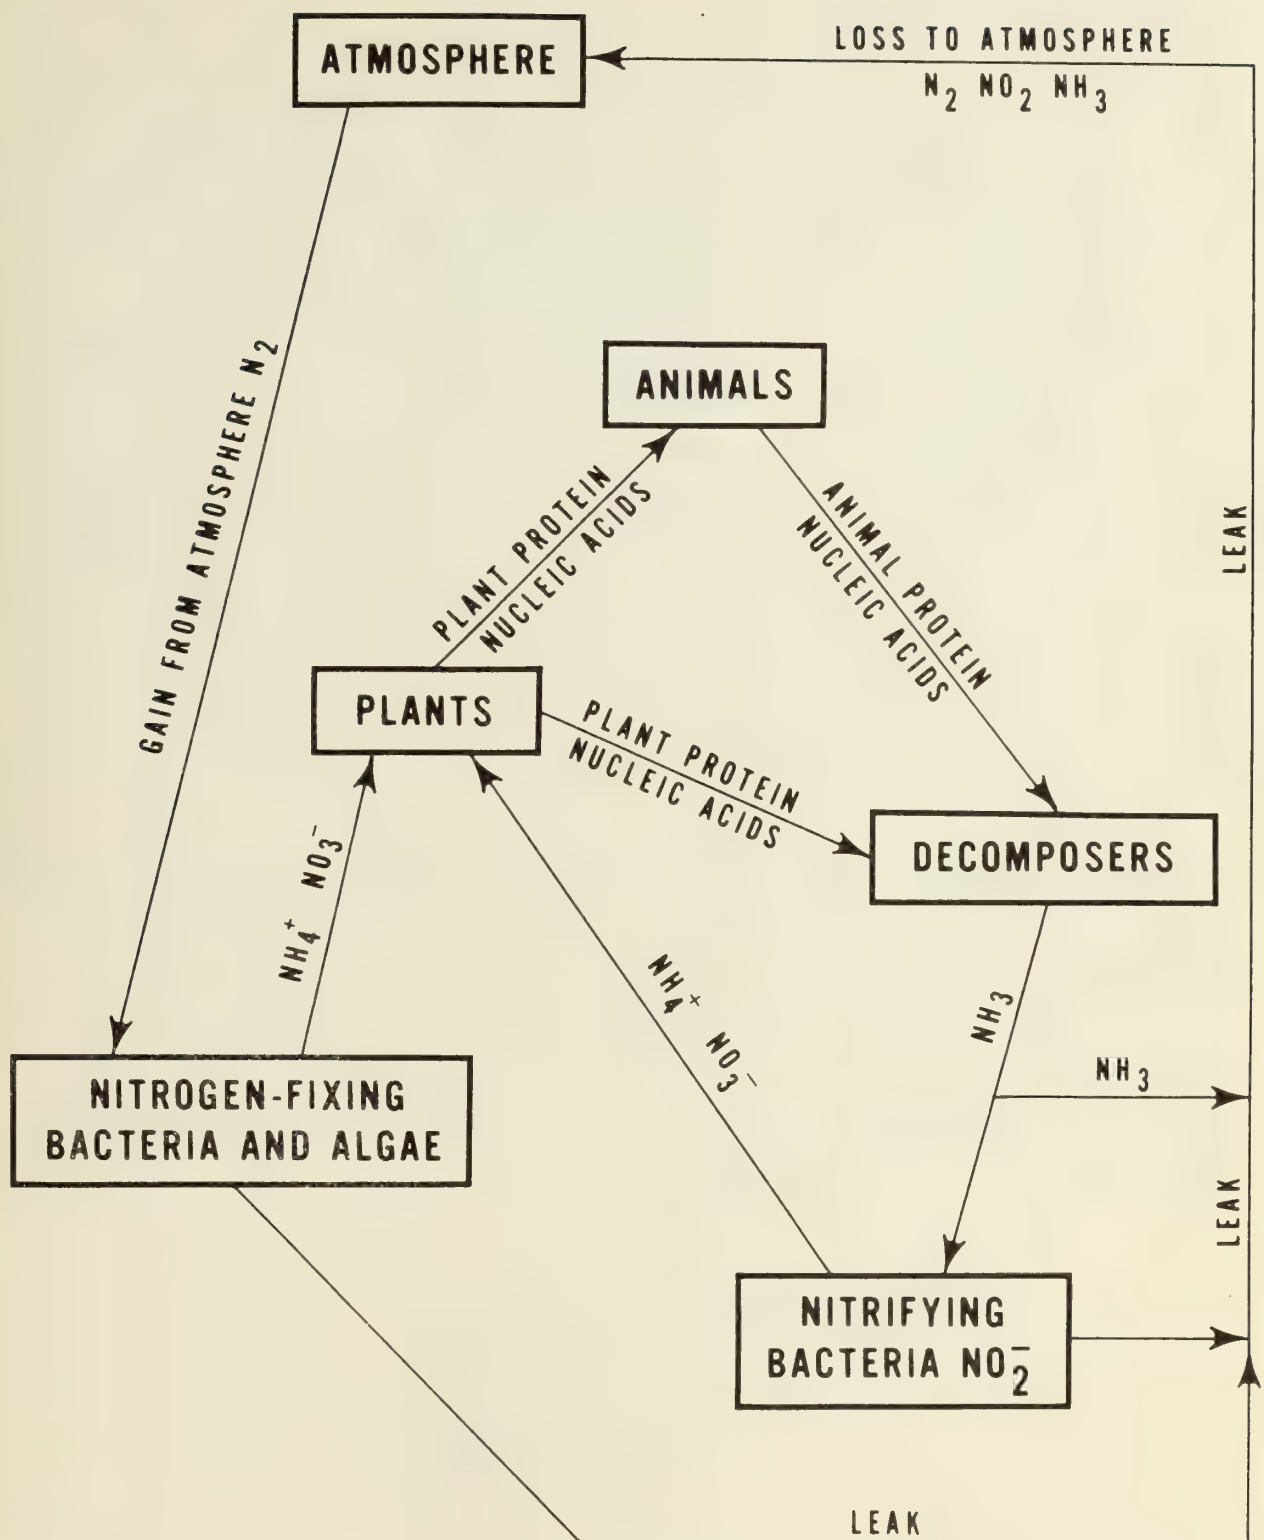 LOSS TO ATMOSPHERE
ATMOSPHERE
N₂ NO₂ NH₃
GAIN FROM ATMOSPHERE N₂
ANIMALS
PLANT PROTEIN
NUCLEIC ACIDS
ANIMAL PROTEIN
NUCLEIC ACIDS
LEAK
PLANTS
PLANT PROTEIN
NUCLEIC ACIDS
DECOMPOSERS
NH₄⁺ NO₃⁻
NH₄⁺ NO₃⁻
NH₃
NH₃
NITROGEN-FIXING
BACTERIA AND ALGAE
LEAK
NITRIFYING
BACTERIA NO₂⁻
LEAK